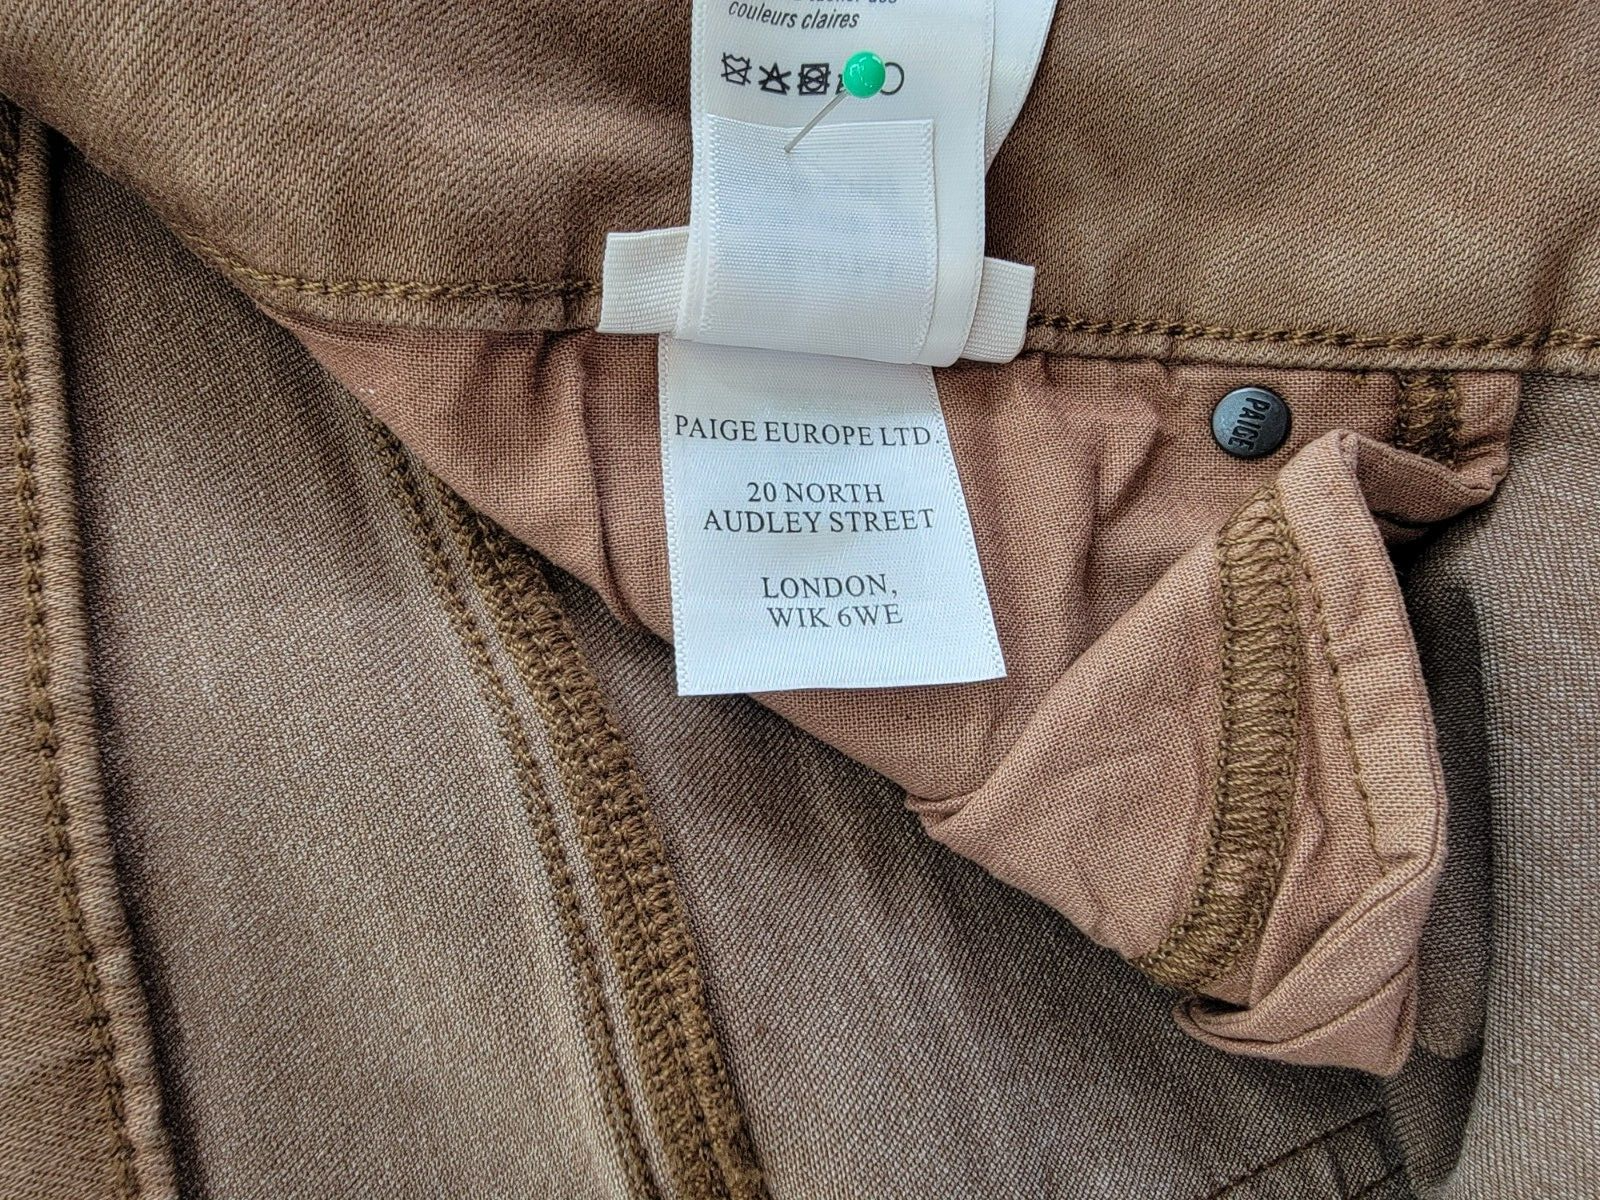 couleurs claires
PAIGE EUROPE LTD.
20 NORTH
AUDLEY STREET
LONDON,
WIK 6WE
PAIGE